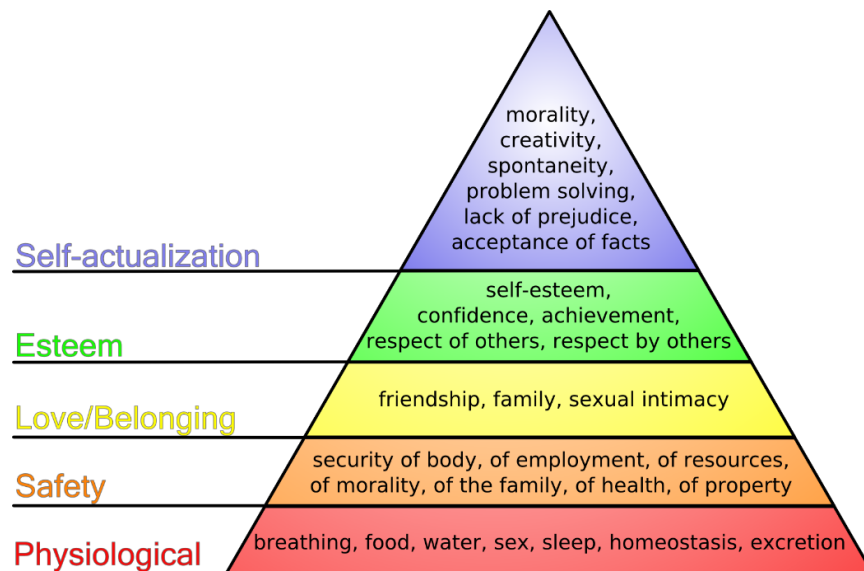 morality,
creativity,
spontaneity,
problem solving,
lack of prejudice,
acceptance of facts
Self-actualization
self-esteem,
confidence, achievement,
respect of others, respect by others
Esteem
friendship, family, sexual intimacy
Love/Belonging
security of body, of employment, of resources,
of morality, of the family, of health, of property
Safety
breathing, food, water, sex, sleep, homeostasis, excretion
Physiological